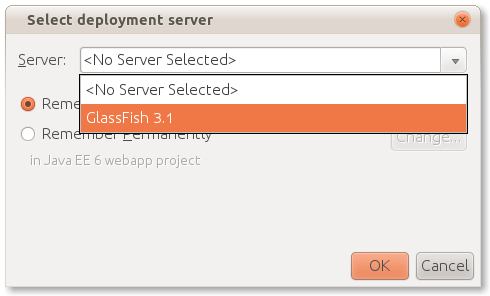 Select deployment server
Server: <No Server Selected>
<No Server Selected>
GlassFish 3.1
Remember Permanently
Change...
in Java EE 6 webapp project
OK
Cancel